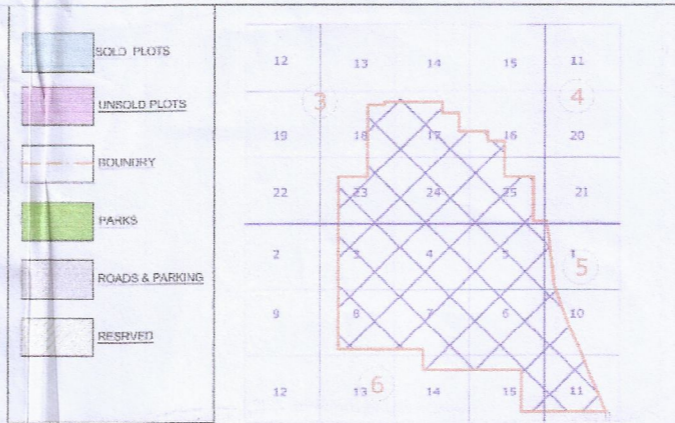 SOLD PLOTS
UNSOLD PLOTS
BOUNDRY
PARKS
ROADS & PARKING
RESRVED
12 13 14 15 11
3 4
19 18 17 16 20
22 23 24 25 21
2 3 4 5 1
5
9 8 7 6 10
6
12 13 14 15 11